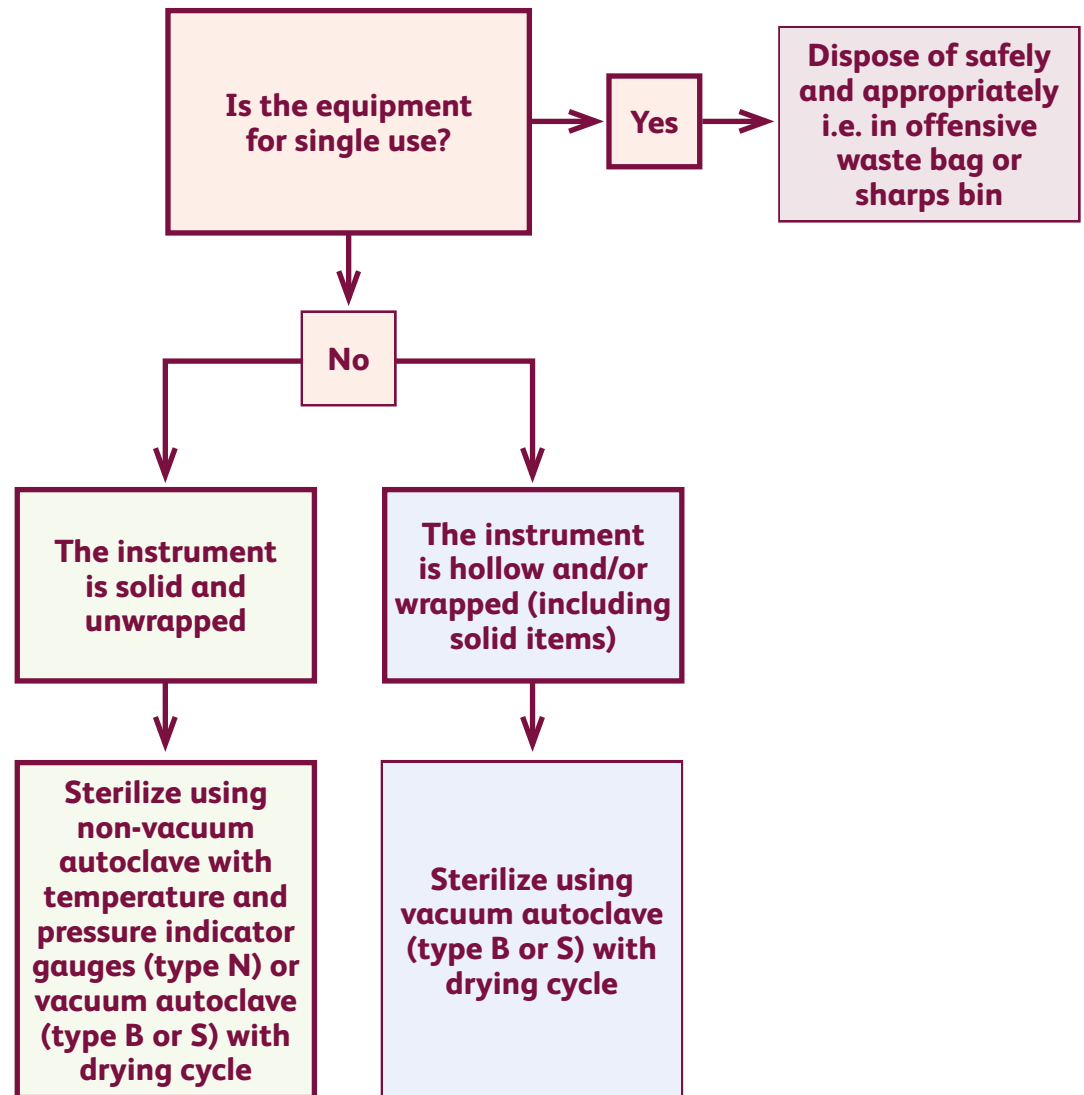 Is the equipment
for single use?
Yes
Dispose of safely
and appropriately
i.e. in offensive
waste bag or
sharps bin
No
The instrument
is solid and
unwrapped
The instrument
is hollow and/or
wrapped (including
solid items)
Sterilize using
non-vacuum
autoclave with
temperature and
pressure indicator
gauges (type N) or
vacuum autoclave
(type B or S) with
drying cycle
Sterilize using
vacuum autoclave
(type B or S) with
drying cycle